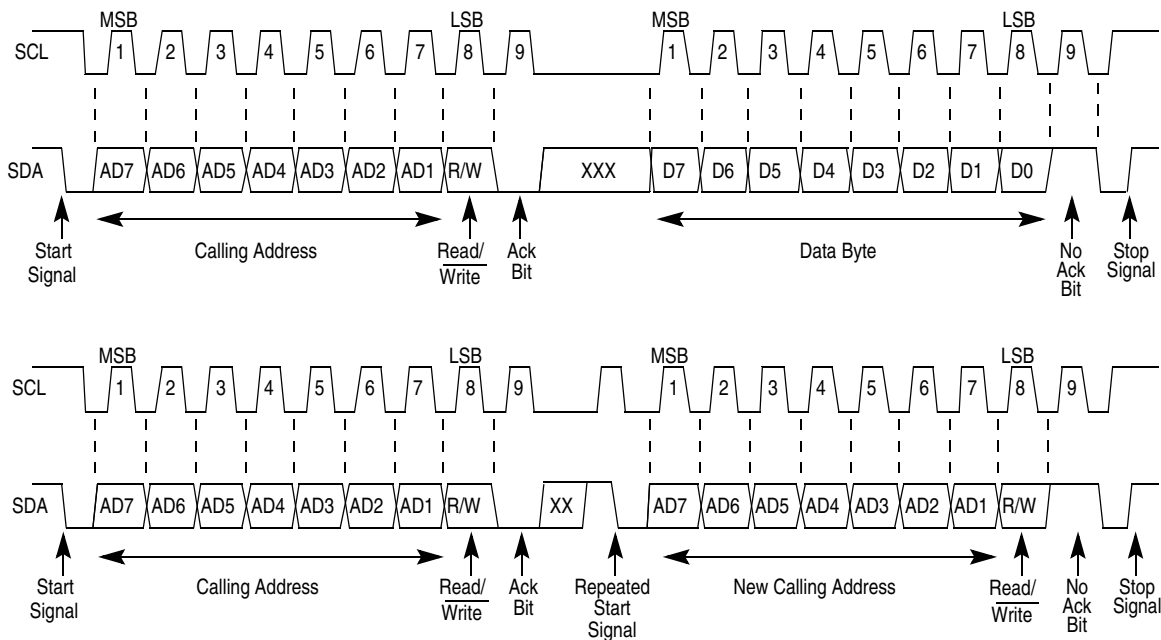 MSB LSB MSB LSB
SCL 1 2 3 4 5 6 7 8 9 1 2 3 4 5 6 7 8 9
SDA AD7 AD6 AD5 AD4 AD3 AD2 AD1 R/W XXX D7 D6 D5 D4 D3 D2 D1 D0
Start Signal
Calling Address
Read/Write
Ack Bit
Data Byte
No Ack Bit
Stop Signal
MSB LSB MSB LSB
SCL 1 2 3 4 5 6 7 8 9 1 2 3 4 5 6 7 8 9
SDA AD7 AD6 AD5 AD4 AD3 AD2 AD1 R/W XX AD7 AD6 AD5 AD4 AD3 AD2 AD1 R/W
Start Signal
Calling Address
Read/Write
Ack Bit
Repeated Start Signal
New Calling Address
Read/Write
No Ack Bit
Stop Signal